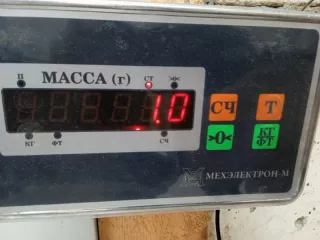 МАССА (г)
П СТ >0<
1.0
СЧ Т
>0< КГ ФТ
КГ ФТ СЧ
МЕХЭЛЕКТРОН-М